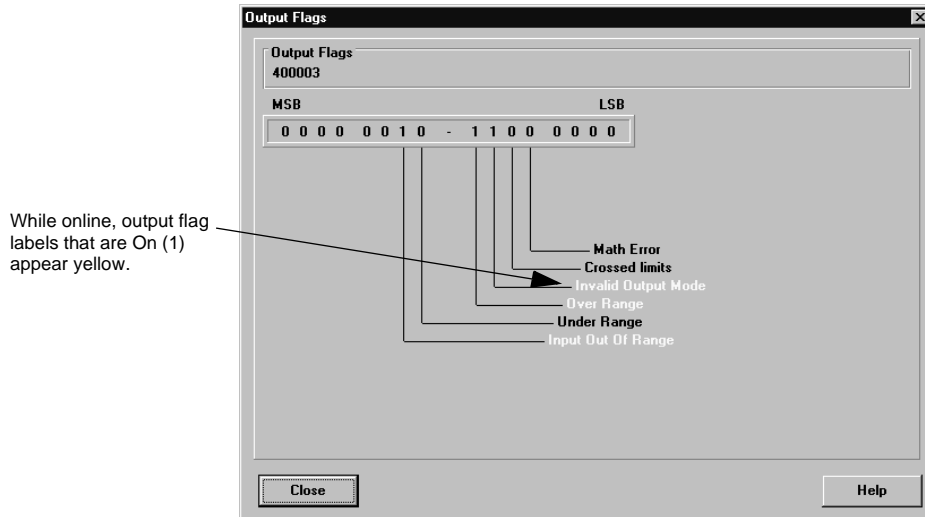 Output Flags
Output Flags
400003
MSB LSB
0 0 0 0 0 0 1 0 - 1 1 0 0 0 0 0 0
While online, output flag
labels that are On (1)
appear yellow.
Math Error
Crossed limits
Invalid Output Mode
Over Range
Under Range
Input Out Of Range
Close Help